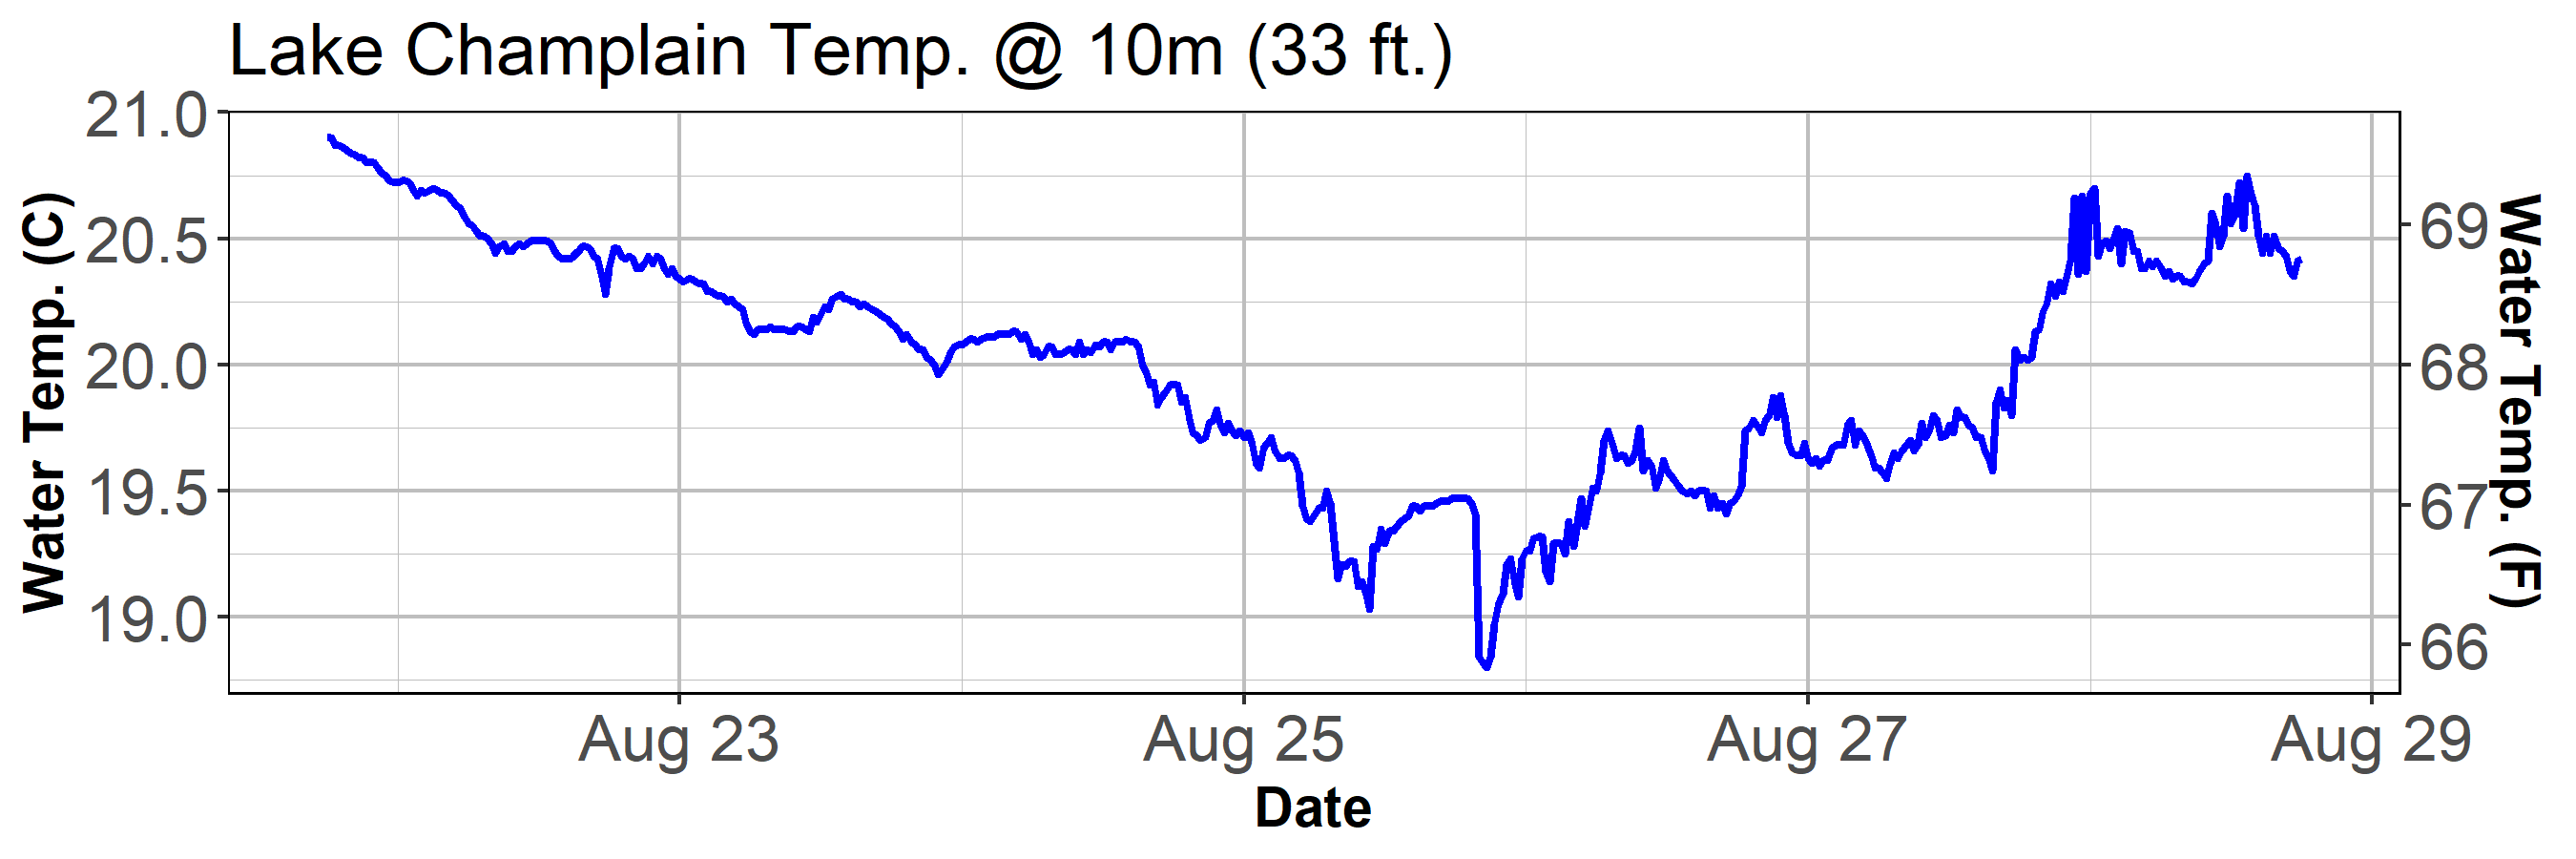 Lake Champlain Temp. @ 10m (33 ft.)
Water Temp. (C)
21.0
20.5
20.0
19.5
19.0
69
68
67
66
Water Temp. (F)
Aug 23 Aug 25 Aug 27 Aug 29
Date